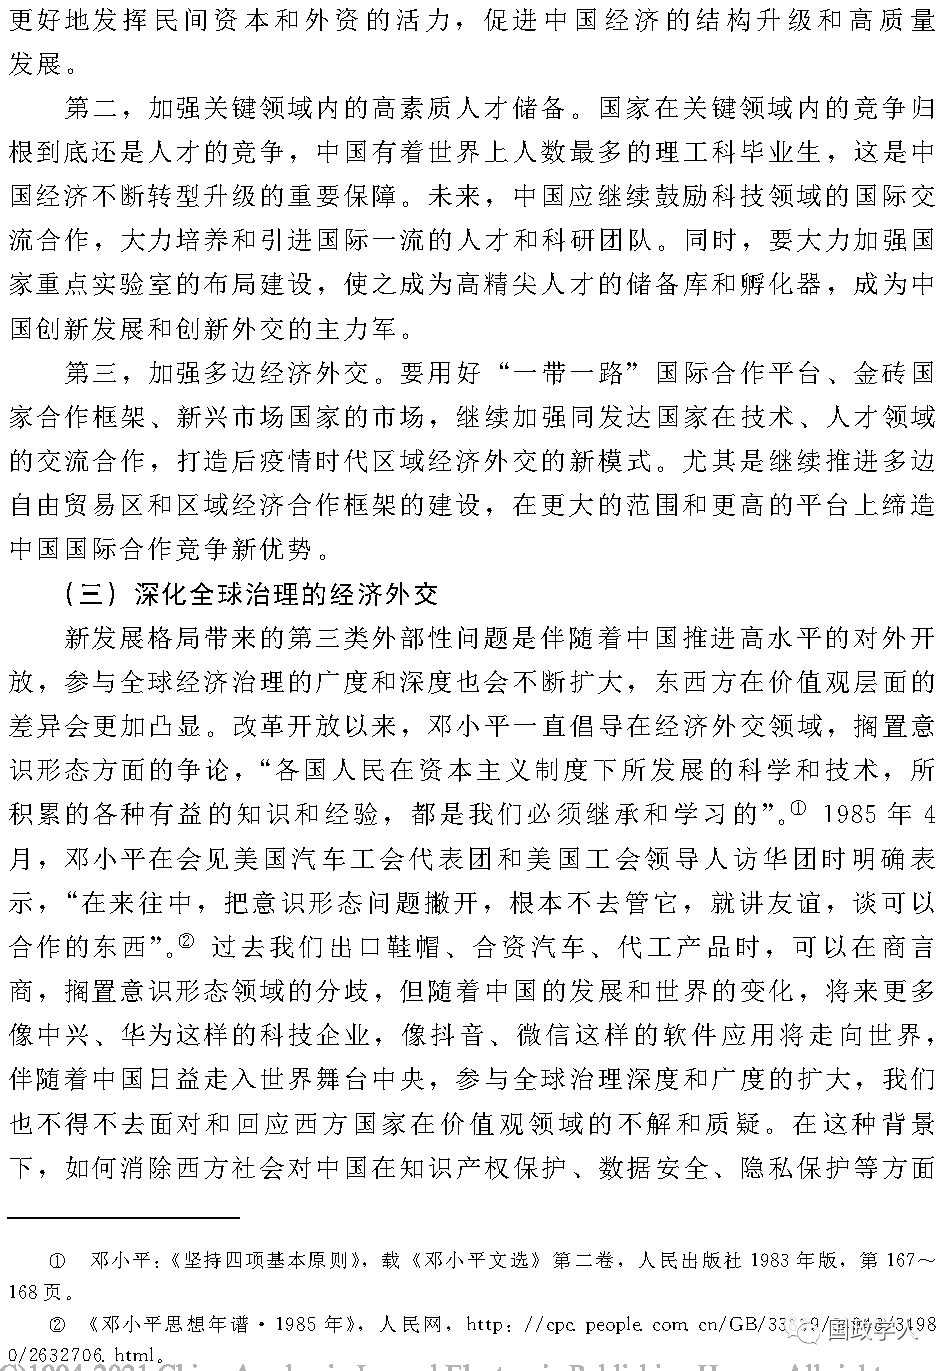 更好地发挥民间资本和外资的活力，促进中国经济的结构升级和高质量
发展。
第二，加强关键领域内的高素质人才储备。国家在关键领域内的竞争归
根到底还是人才的竞争，中国有着世界上人数最多的理工科毕业生，这是中
国经济不断转型升级的重要保障。未来，中国应继续鼓励科技领域的国际交
流合作，大力培养和引进国际一流的人才和科研团队。同时，要大力加强国
家重点实验室的布局建设，使之成为高精尖人才的储备库和孵化器，成为中
国创新发展和创新外交的主力军。
第三，加强多边经济外交。要用好“一带一路”国际合作平台、金砖国
家合作框架、新兴市场国家的市场，继续加强同发达国家在技术、人才领域
的交流合作，打造后疫情时代区域经济外交的新模式。尤其是继续推进多边
自由贸易区和区域经济合作框架的建设，在更大的范围和更高的平台上缔造
中国国际合作竞争新优势。
（三）深化全球治理的经济外交
新发展格局带来的第三类外部性问题是伴随着中国推进高水平的对外开
放，参与全球经济治理的广度和深度也会不断扩大，东西方在价值观层面的
差异会更加凸显。改革开放以来，邓小平一直倡导在经济外交领域，搁置意
识形态方面的争论，“各国人民在资本主义制度下所发展的科学和技术，所
积累的各种有益的知识和经验，都是我们必须继承和学习的”。① 1985 年 4
月，邓小平在会见美国汽车工会代表团和美国工会领导人访华团时明确表
示，“在来往中，把意识形态问题撇开，根本不去管它，就讲友谊，谈可以
合作的东西”。② 过去我们出口鞋帽、合资汽车、代工产品时，可以在商言
商，搁置意识形态领域的分歧，但随着中国的发展和世界的变化，将来更多
像中兴、华为这样的科技企业，像抖音、微信这样的软件应用将走向世界，
伴随着中国日益走入世界舞台中央，参与全球治理深度和广度的扩大，我们
也不得不去面对和回应西方国家在价值观领域的不解和质疑。在这种背景
下，如何消除西方社会对中国在知识产权保护、数据安全、隐私保护等方面
① 邓小平：《坚持四项基本原则》，载《邓小平文选》第二卷，人民出版社 1983 年版，第 167～
168 页。
② 《邓小平思想年谱·1985 年》，人民网，http：//cpc. people. com. cn/GB/
国政学人
0/2632706. html。